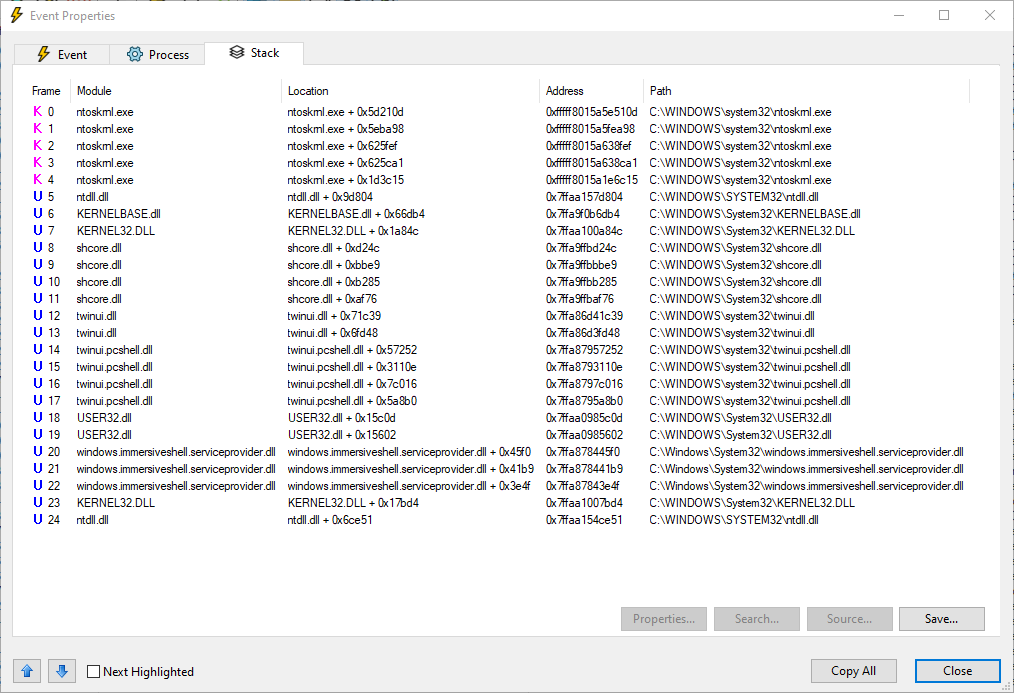 Event Properties
Event Process Stack
Frame Module Location Address Path
K 0 ntoskrnl.exe ntoskrnl.exe + 0x5d210d 0xfffff8015a5e510d C:\WINDOWS\system32\ntoskrnl.exe
K 1 ntoskrnl.exe ntoskrnl.exe + 0x5eba98 0xfffff8015a5fea98 C:\WINDOWS\system32\ntoskrnl.exe
K 2 ntoskrnl.exe ntoskrnl.exe + 0x625fef 0xfffff8015a638fef C:\WINDOWS\system32\ntoskrnl.exe
K 3 ntoskrnl.exe ntoskrnl.exe + 0x625ca1 0xfffff8015a638ca1 C:\WINDOWS\system32\ntoskrnl.exe
K 4 ntoskrnl.exe ntoskrnl.exe + 0x1d3c15 0xfffff8015a1e6c15 C:\WINDOWS\system32\ntoskrnl.exe
U 5 ntdll.dll ntdll.dll + 0x9d804 0x7ffaa157d804 C:\WINDOWS\SYSTEM32\ntdll.dll
U 6 KERNELBASE.dll KERNELBASE.dll + 0x66db4 0x7ffa9f0b6db4 C:\WINDOWS\System32\KERNELBASE.dll
U 7 KERNEL32.DLL KERNEL32.DLL + 0x1a84c 0x7ffaa100a84c C:\WINDOWS\System32\KERNEL32.DLL
U 8 shcore.dll shcore.dll + 0xd24c 0x7ffa9ffbd24c C:\WINDOWS\System32\shcore.dll
U 9 shcore.dll shcore.dll + 0xbbe9 0x7ffa9ffbbbe9 C:\WINDOWS\System32\shcore.dll
U 10 shcore.dll shcore.dll + 0xb285 0x7ffa9ffbb285 C:\WINDOWS\System32\shcore.dll
U 11 shcore.dll shcore.dll + 0xaf76 0x7ffa9ffbaf76 C:\WINDOWS\System32\shcore.dll
U 12 twinui.dll twinui.dll + 0x71c39 0x7ffa86d41c39 C:\WINDOWS\system32\twinui.dll
U 13 twinui.dll twinui.dll + 0x6fd48 0x7ffa86d3fd48 C:\WINDOWS\system32\twinui.dll
U 14 twinui.pcshell.dll twinui.pcshell.dll + 0x57252 0x7ffa87957252 C:\WINDOWS\system32\twinui.pcshell.dll
U 15 twinui.pcshell.dll twinui.pcshell.dll + 0x3110e 0x7ffa8793110e C:\WINDOWS\system32\twinui.pcshell.dll
U 16 twinui.pcshell.dll twinui.pcshell.dll + 0x7c016 0x7ffa8797c016 C:\WINDOWS\system32\twinui.pcshell.dll
U 17 twinui.pcshell.dll twinui.pcshell.dll + 0x5a8b0 0x7ffa8795a8b0 C:\WINDOWS\system32\twinui.pcshell.dll
U 18 USER32.dll USER32.dll + 0x15c0d 0x7ffaa0985c0d C:\WINDOWS\System32\USER32.dll
U 19 USER32.dll USER32.dll + 0x15602 0x7ffaa0985602 C:\WINDOWS\System32\USER32.dll
U 20 windows.immersiveshell.serviceprovider.dll windows.immersiveshell.serviceprovider.dll + 0x45f0 0x7ffa878445f0 C:\Windows\System32\windows.immersiveshell.serviceprovider.dll
U 21 windows.immersiveshell.serviceprovider.dll windows.immersiveshell.serviceprovider.dll + 0x41b9 0x7ffa878441b9 C:\Windows\System32\windows.immersiveshell.serviceprovider.dll
U 22 windows.immersiveshell.serviceprovider.dll windows.immersiveshell.serviceprovider.dll + 0x3e4f 0x7ffa87843e4f C:\Windows\System32\windows.immersiveshell.serviceprovider.dll
U 23 KERNEL32.DLL KERNEL32.DLL + 0x17bd4 0x7ffaa1007bd4 C:\WINDOWS\System32\KERNEL32.DLL
U 24 ntdll.dll ntdll.dll + 0x6ce51 0x7ffaa154ce51 C:\WINDOWS\SYSTEM32\ntdll.dll
Properties... Search... Source... Save...
Next Highlighted Copy All Close